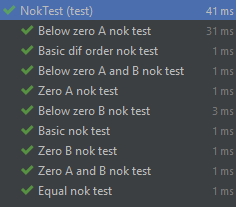 NokTest (test) 41 ms
Below zero A nok test 31 ms
Basic dif order nok test 1 ms
Below zero A and B nok test 1 ms
Zero A nok test 1 ms
Below zero B nok test 3 ms
Basic nok test 1 ms
Zero B nok test 1 ms
Zero A and B nok test 1 ms
Equal nok test 1 ms